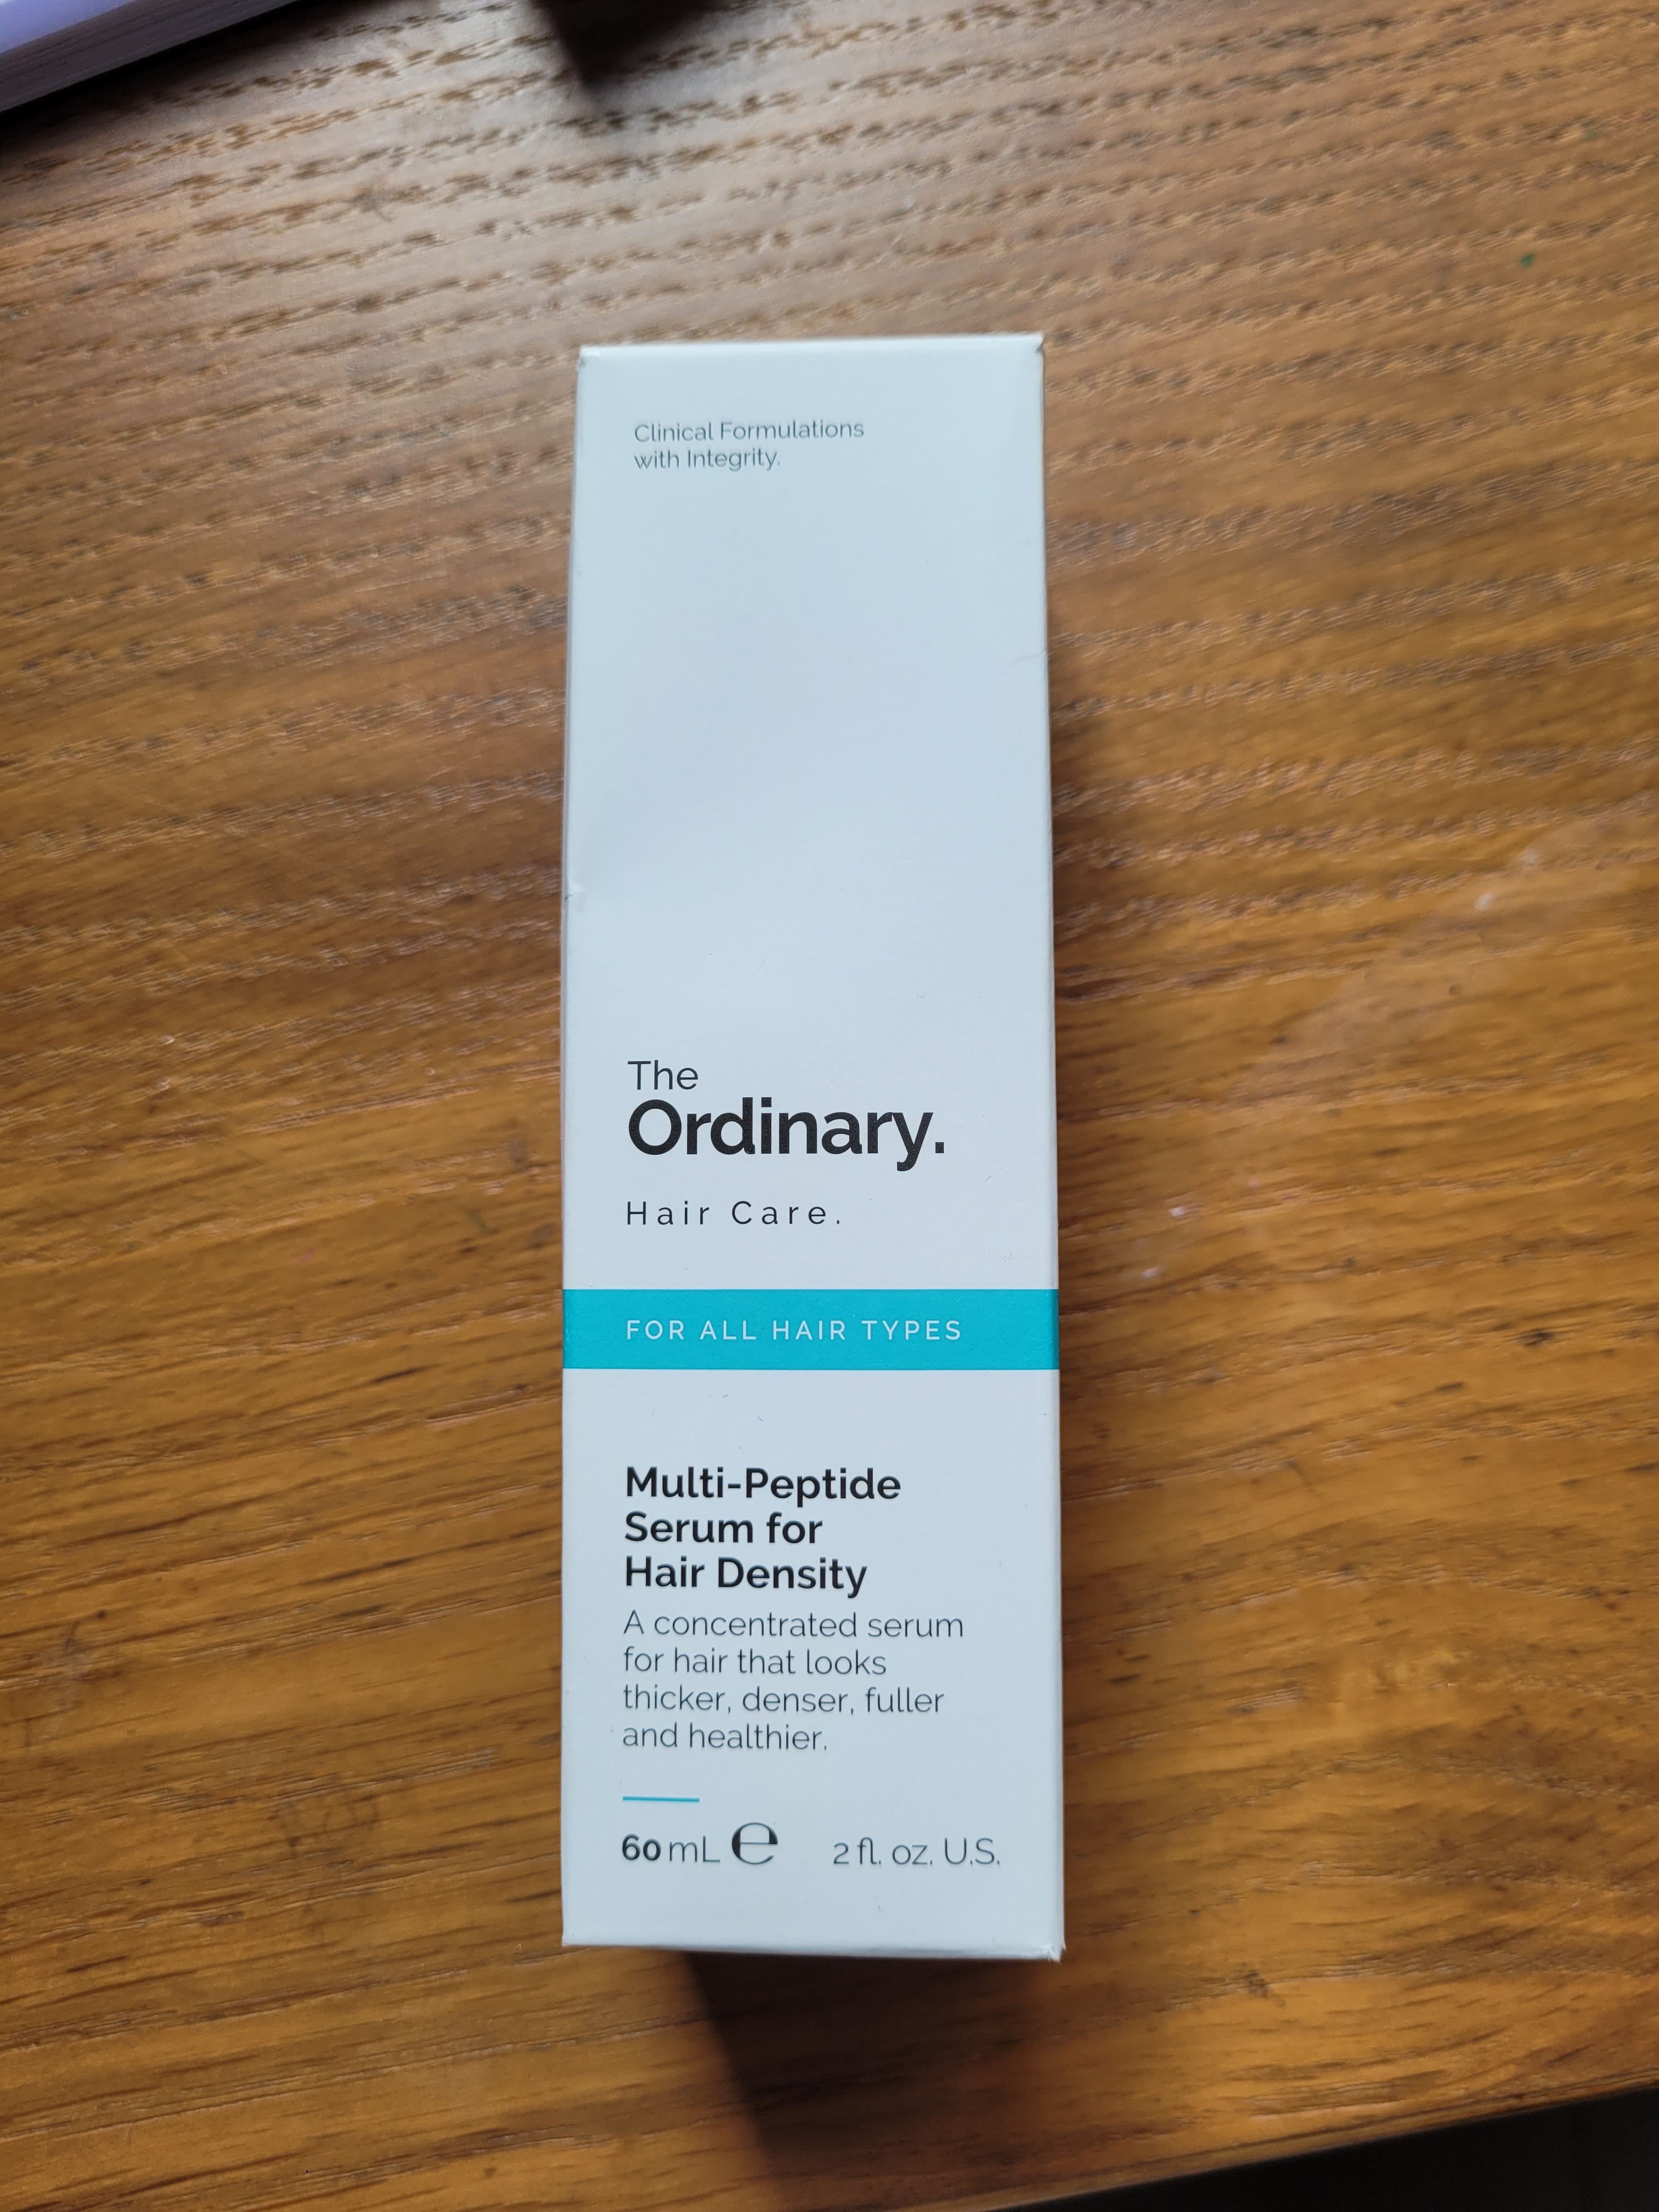 Clinical Formulations
with Integrity.
The
Ordinary.
Hair Care.
FOR ALL HAIR TYPES
Multi-Peptide
Serum for
Hair Density
A concentrated serum
for hair that looks
thicker, denser, fuller
and healthier.
60 mL ℮ 2 fl. oz. U.S.